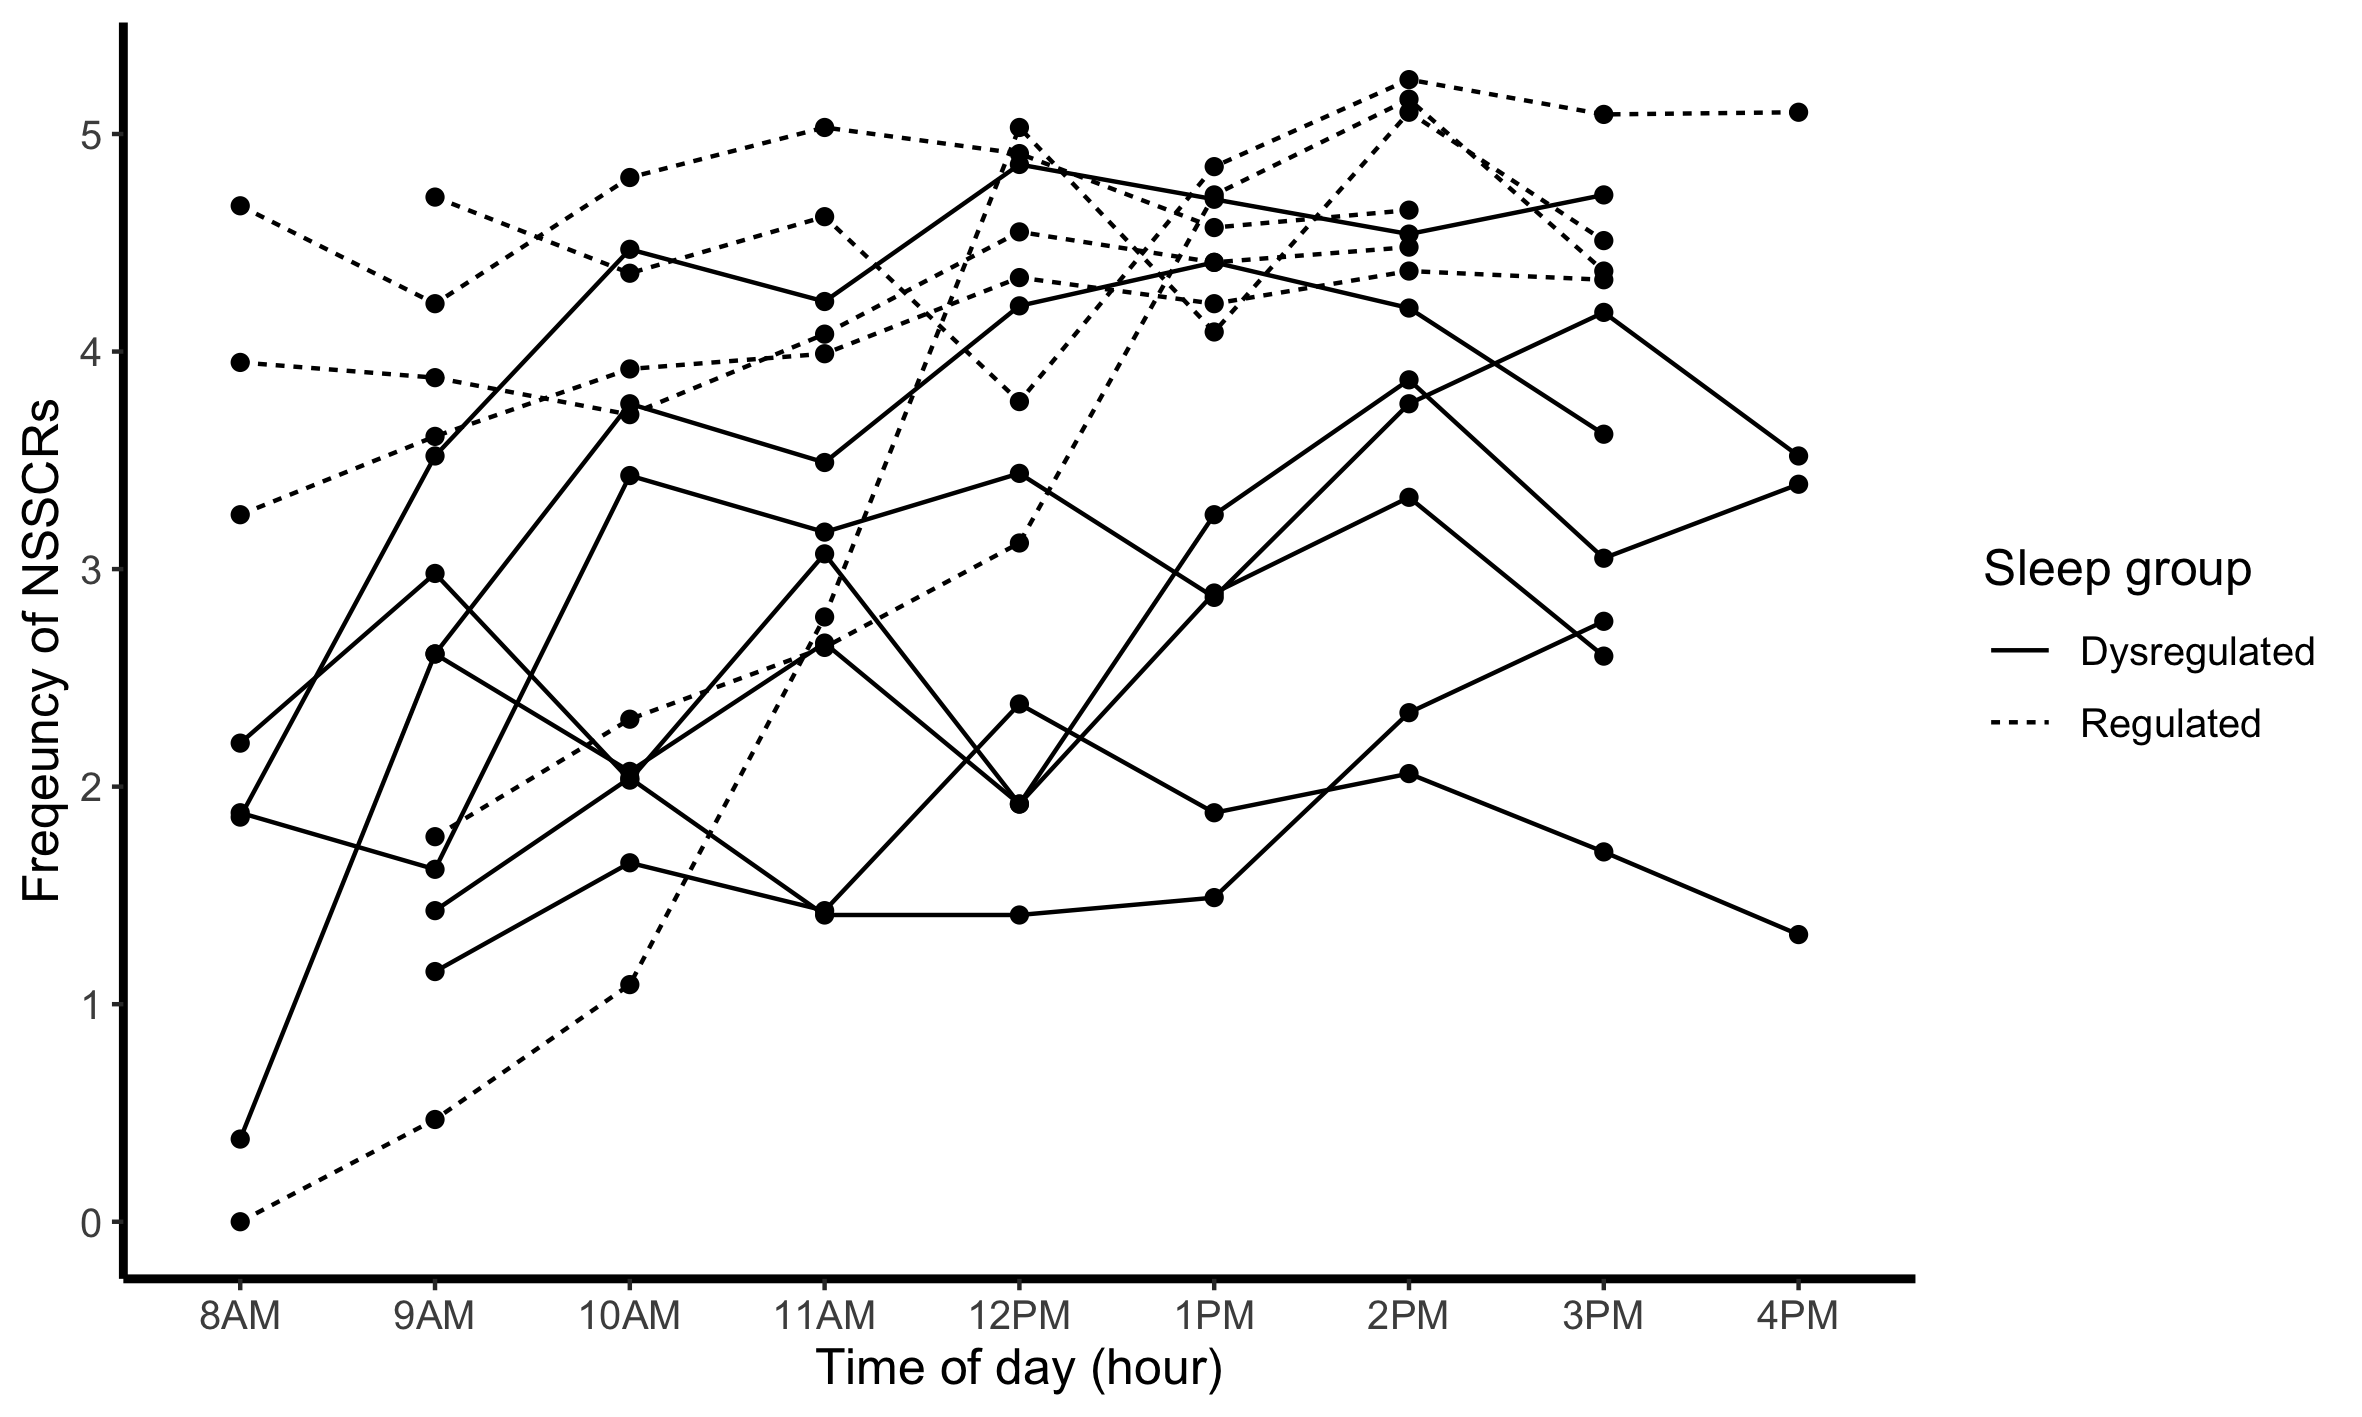 Freqeuncy of NSSCRs
5
4
3
2
1
0
8AM 9AM 10AM 11AM 12PM 1PM 2PM 3PM 4PM
Time of day (hour)
Sleep group
Dysregulated
Regulated